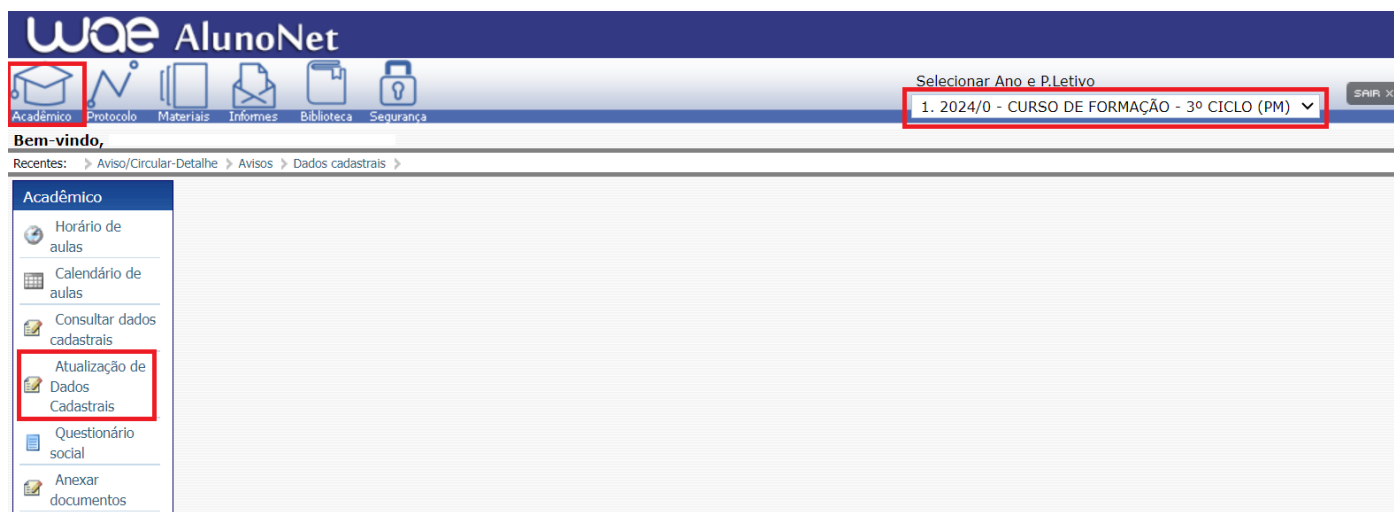 wae AlunoNet
Selecionar Ano e P.Letivo
1. 2024/0 - CURSO DE FORMAÇÃO - 3º CICLO (PM)
SAIR X
Acadêmico Protocolo Materiais Informes Biblioteca Segurança
Bem-vindo,
Recentes: > Aviso/Circular-Detalhe > Avisos > Dados cadastrais >
Acadêmico
Horário de
aulas
Calendário de
aulas
Consultar dados
cadastrais
Atualização de
Dados
Cadastrais
Questionário
social
Anexar
documentos